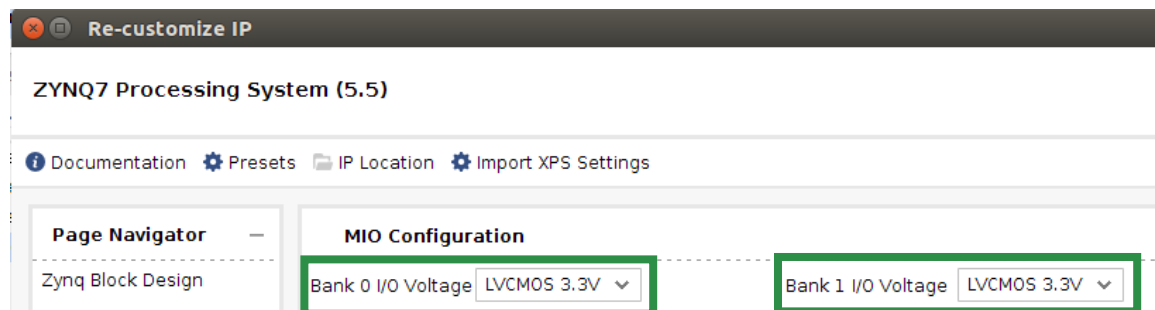 Re-customize IP
ZYNQ7 Processing System (5.5)
Documentation Presets IP Location Import XPS Settings
Page Navigator – MIO Configuration
Zynq Block Design Bank 0 I/O Voltage LVCMOS 3.3V Bank 1 I/O Voltage LVCMOS 3.3V